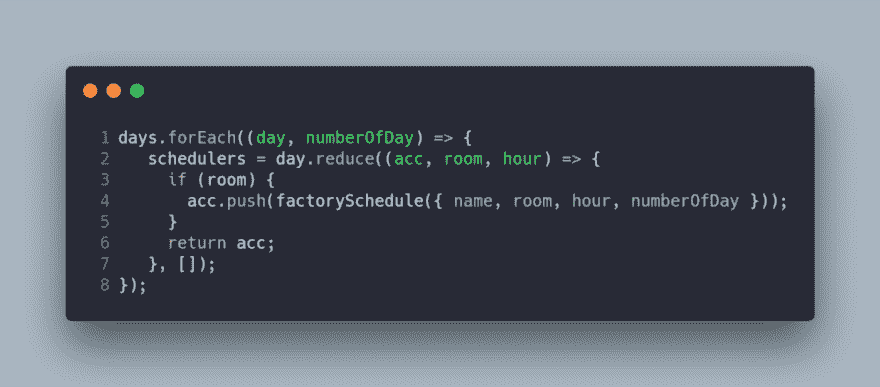 1 days.forEach((day, numberOfDay) => {
2    schedulers = day.reduce((acc, room, hour) => {
3      if (room) {
4        acc.push(factorySchedule({ name, room, hour, numberOfDay }));
5      }
6      return acc;
7    }, []);
8 });